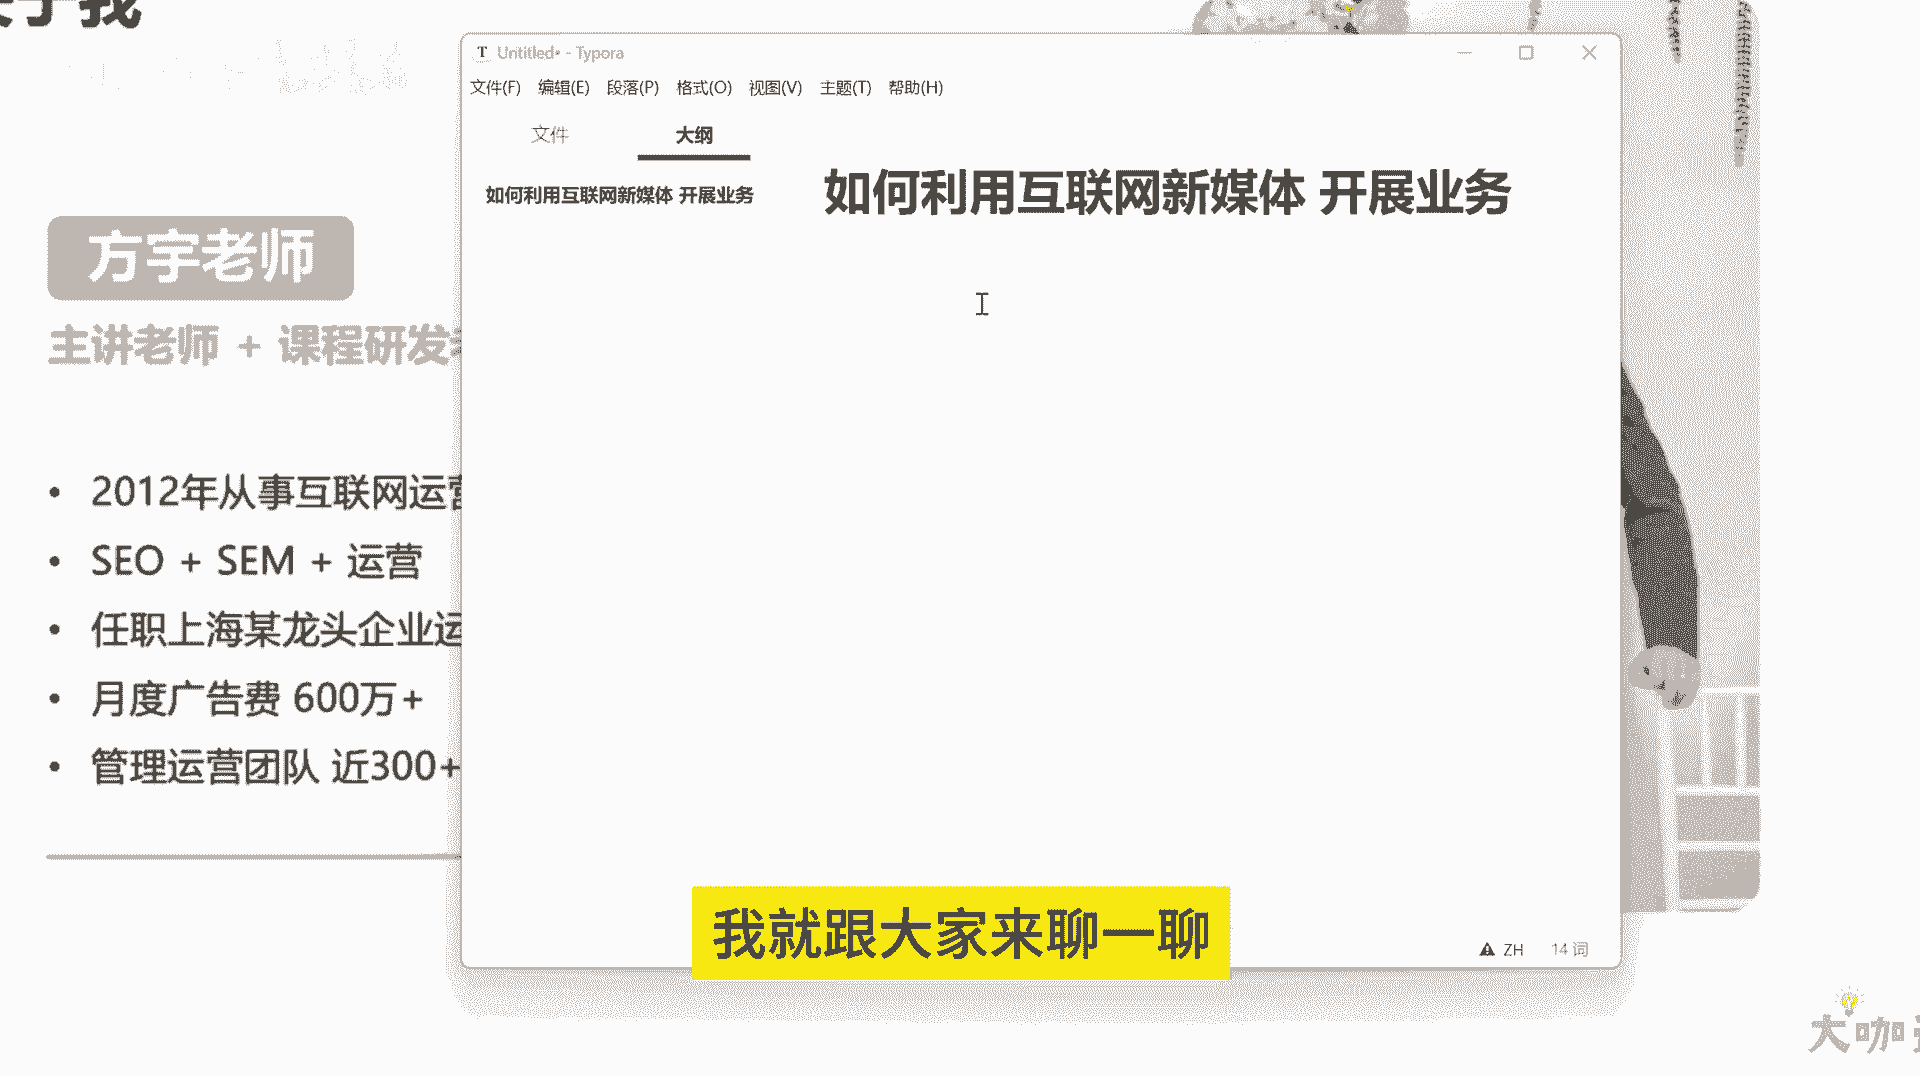 于我
Untitled• - Typora
文件(F) 编辑(E) 段落(P) 格式(O) 视图(V) 主题(T) 帮助(H)
文件 大纲
如何利用互联网新媒体 开展业务
如何利用互联网新媒体 开展业务
方宇老师
主讲老师 + 课程研发
• 2012年从事互联网运营
• SEO + SEM + 运营
• 任职上海某龙头企业运
• 月度广告费 600万+
• 管理运营团队 近300+
我就跟大家来聊一聊
ZH 14 词
大咖